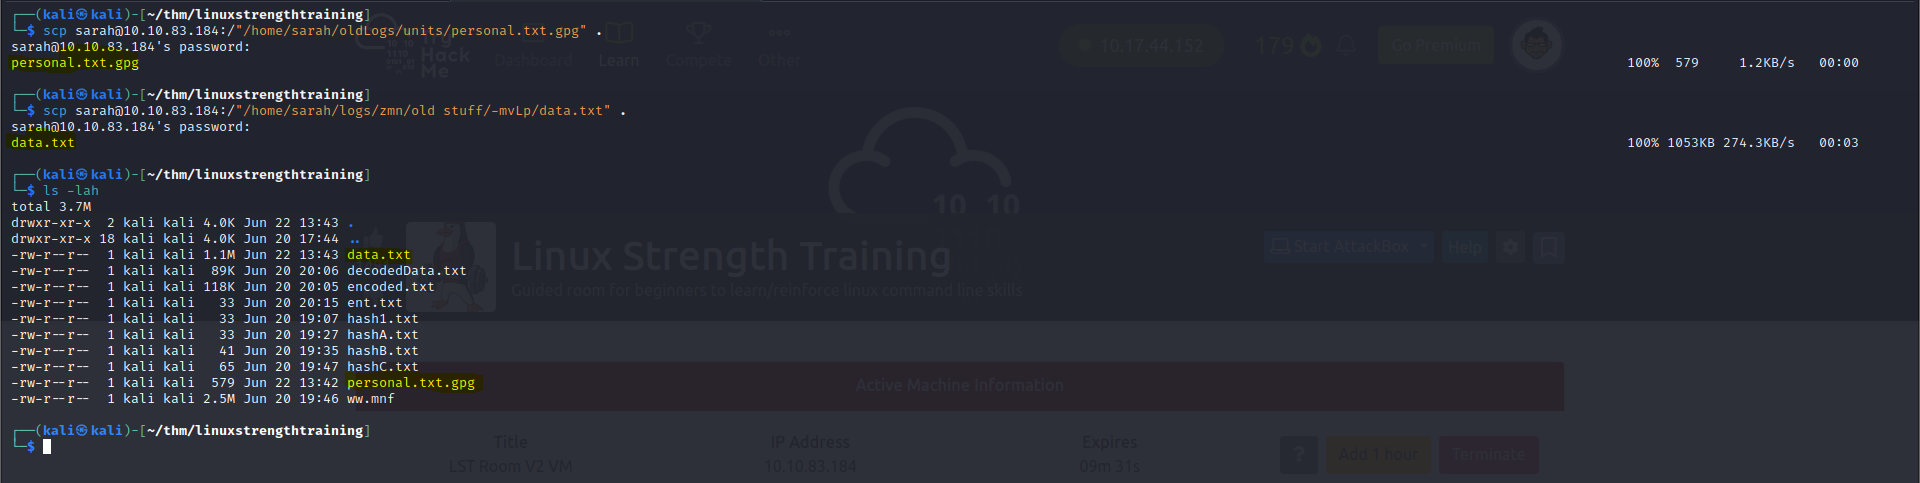 ┌──(kali㉿kali)-[~/thm/linuxstrengthtraining]
└─$ scp sarah@10.10.83.184:/"/home/sarah/oldLogs/units/personal.txt.gpg" .
sarah@10.10.83.184's password:
personal.txt.gpg 100% 579 1.2KB/s 00:00
┌──(kali㉿kali)-[~/thm/linuxstrengthtraining]
└─$ scp sarah@10.10.83.184:/"/home/sarah/logs/zmn/old stuff/-mvLp/data.txt" .
sarah@10.10.83.184's password:
data.txt 100% 1053KB 274.3KB/s 00:03
┌──(kali㉿kali)-[~/thm/linuxstrengthtraining]
└─$ ls -lah
total 3.7M
drwxr-xr-x 2 kali kali 4.0K Jun 22 13:43 .
drwxr-xr-x 18 kali kali 4.0K Jun 20 17:44 ..
-rw-r--r-- 1 kali kali 1.1M Jun 22 13:43 data.txt
-rw-r--r-- 1 kali kali 89K Jun 20 20:06 decodedData.txt
-rw-r--r-- 1 kali kali 118K Jun 20 20:05 encoded.txt
-rw-r--r-- 1 kali kali 33 Jun 20 20:15 ent.txt
-rw-r--r-- 1 kali kali 33 Jun 20 19:07 hash1.txt
-rw-r--r-- 1 kali kali 33 Jun 20 19:27 hashA.txt
-rw-r--r-- 1 kali kali 41 Jun 20 19:35 hashB.txt
-rw-r--r-- 1 kali kali 65 Jun 20 19:47 hashC.txt
-rw-r--r-- 1 kali kali 579 Jun 22 13:42 personal.txt.gpg
-rw-r--r-- 1 kali kali 2.5M Jun 20 19:46 ww.mnf
┌──(kali㉿kali)-[~/thm/linuxstrengthtraining]
└─$
Try Hack Me
Dashboard Learn Compete Other
10.17.44.152 179 Go Premium
10 10
Linux Strength Training
Guided room for beginners to learn/reinforce linux command line skills
Start AttackBox Help
Active Machine Information
Title IP Address Expires
LST Room V2 VM 10.10.83.184 09m 31s
? Add 1 hour Terminate